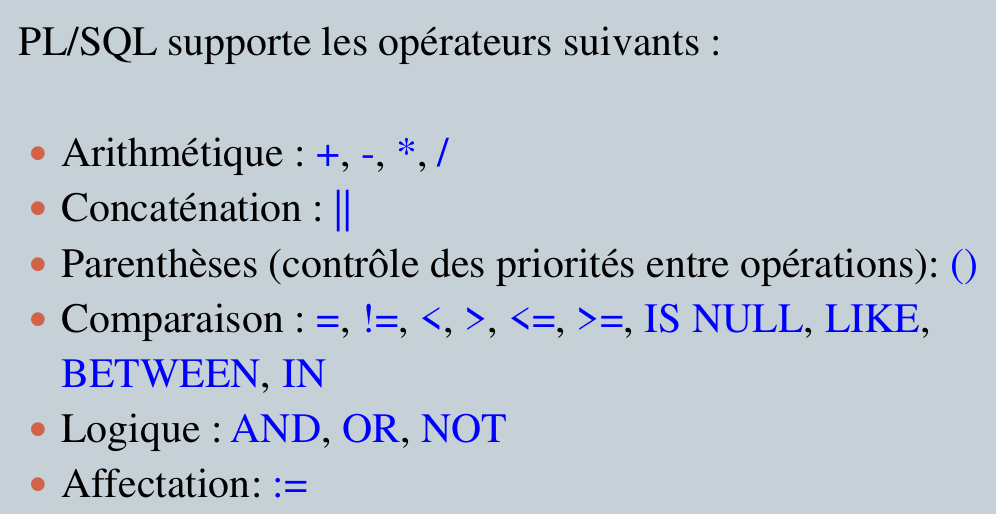 PL/SQL supporte les opérateurs suivants :
• Arithmétique : +, -, *, /
• Concaténation : ||
• Parenthèses (contrôle des priorités entre opérations): ()
• Comparaison : =, !=, <, >, <=, >=, IS NULL, LIKE,
BETWEEN, IN
• Logique : AND, OR, NOT
• Affectation: :=